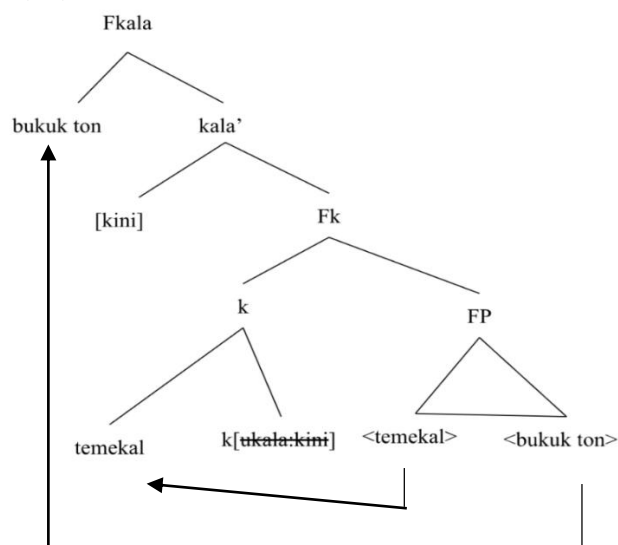 Fkala
bukuk ton kala’
[kini] Fk
k FP
temekal k[ukala:kini] <temekal> <bukuk ton>